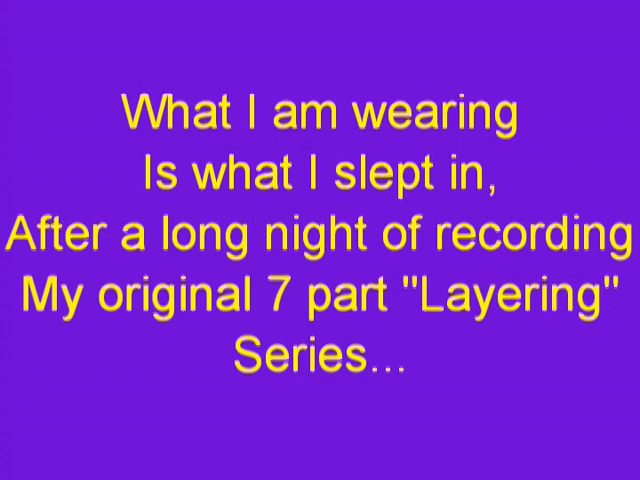 What I am wearing
Is what I slept in,
After a long night of recording
My original 7 part "Layering"
Series...